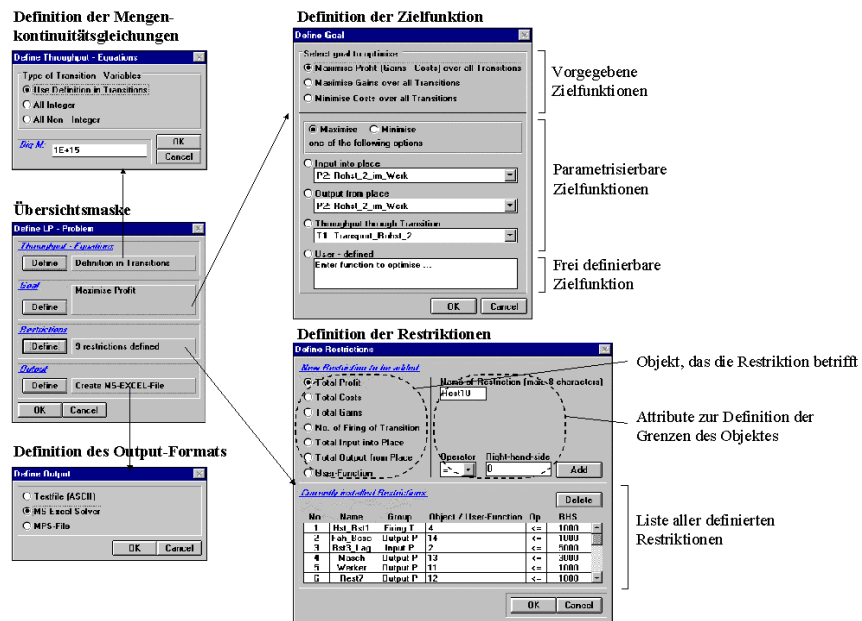 Definition der Mengen-
kontinuitätsgleichungen
Define Throughput - Equations
Type of Transition Variables
Use Definition in Transitions
All Integer
All Non Integer
Big M:
1E+15
OK
Cancel
Übersichtsmaske
Define LP - Problem
Throughput - Equations
Define
Definition in Transitions
Goal
Maximise Profit
Define
Restrictions
Define
9 restrictions defined
Output
Define
Create MS-EXCEL-File
OK
Cancel
Definition des Output-Formats
Define Output
Textfile (ASCII)
MS Excel Solver
MPS-File
OK
Cancel
Definition der Zielfunktion
Define Goal
Select goal to optimise
Maximise Profit (Gains Costs) over all Transitions
Maximise Gains over all Transitions
Minimise Costs over all Transitions
Maximise
Minimise
one of the following options
Input into place
P2: Rohst_2_im_Werk
Output from place
P2: Rohst_2_im_Werk
Throughput through Transition
T1 Transport_Rohst_2
User - defined
Enter function to optimise ...
OK
Cancel
Vorgegebene
Zielfunktionen
Parametrisierbare
Zielfunktionen
Frei definierbare
Zielfunktion
Definition der Restriktionen
Define Restrictions
New Restriction to be added
Total Profit
Total Costs
Total Gains
No. of Firing of Transition
Total Input into Place
Total Output from Place
User-Function
Name of Restriction (max. 8 characters)
Rest10
Operator
Right-hand-side
0
Add
Currently installed Restrictions
Delete
No Name Group Object / User-Function Op RHS
1 Rst_Bst1 Firing T 4 <= 1000
2 Output P 14 <= 1000
3 Bst3_Lag Input P 2 <= 5000
4 Masch Output P 13 <= 3000
5 Werker Output P 11 <= 1000
6 Rest7 Output P 12 <= 1000
OK
Cancel
Objekt, das die Restriktion betrifft
Attribute zur Definition der
Grenzen des Objektes
Liste aller definierten
Restriktionen